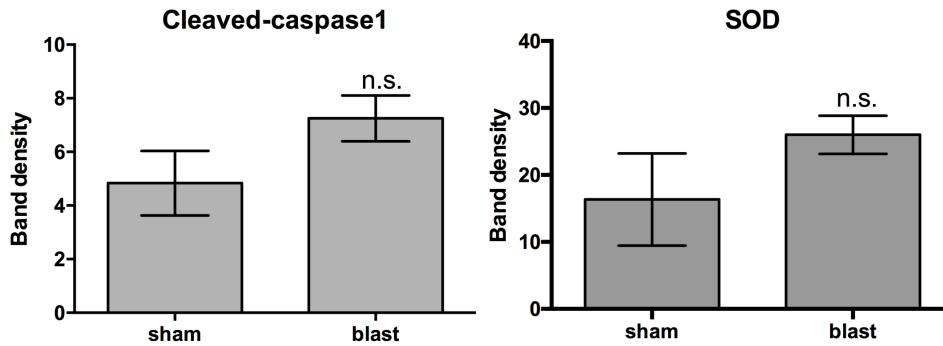 Cleaved-caspase1
Band density
10
8
6
4
2
0
n.s.
sham
blast
SOD
Band density
40
30
20
10
0
n.s.
sham
blast